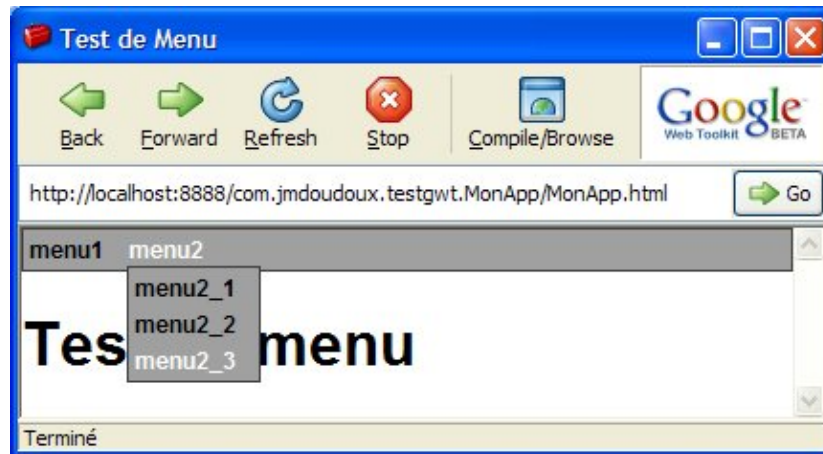 Test de Menu
Back Forward Refresh Stop Compile/Browse
Google
Web Toolkit BETA
http://localhost:8888/com.jmdoudoux.testgwt.MonApp/MonApp.html Go
menu1 menu2
menu2_1
menu2_2
menu2_3
Tes menu
Terminé